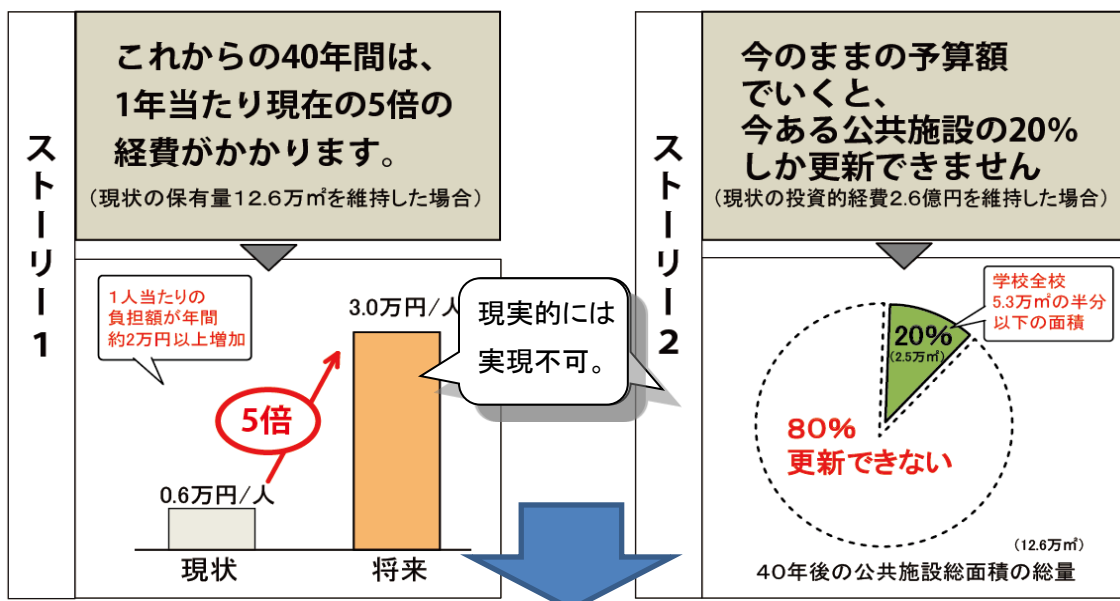 ストーリー1
これからの40年間は、
1年当たり現在の5倍の
経費がかかります。
（現状の保有量12.6万㎡を維持した場合）
1人当たりの
負担額が年間
約2万円以上増加
3.0万円/人
5倍
0.6万円/人
現状
将来
現実的には
実現不可。
ストーリー2
今のままの予算額
でいくと、
今ある公共施設の20%
しか更新できません
（現状の投資的経費2.6億円を維持した場合）
学校全校
5.3万㎡の半分
以下の面積
20%
(2.5万㎡)
80%
更新できない
(12.6万㎡)
40年後の公共施設総面積の総量